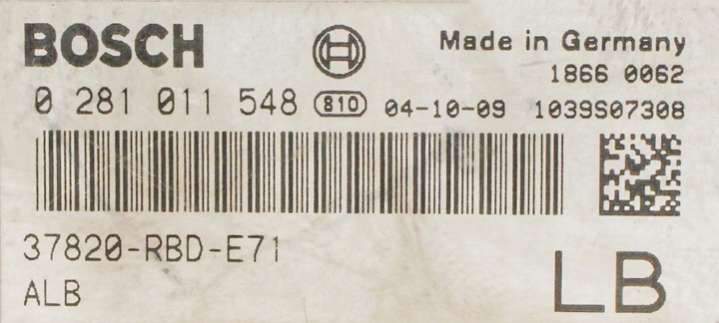 BOSCH
Made in Germany
1866 0062
0 281 011 548 810 04-10-09 1039S07308
37820-RBD-E71
ALB
LB